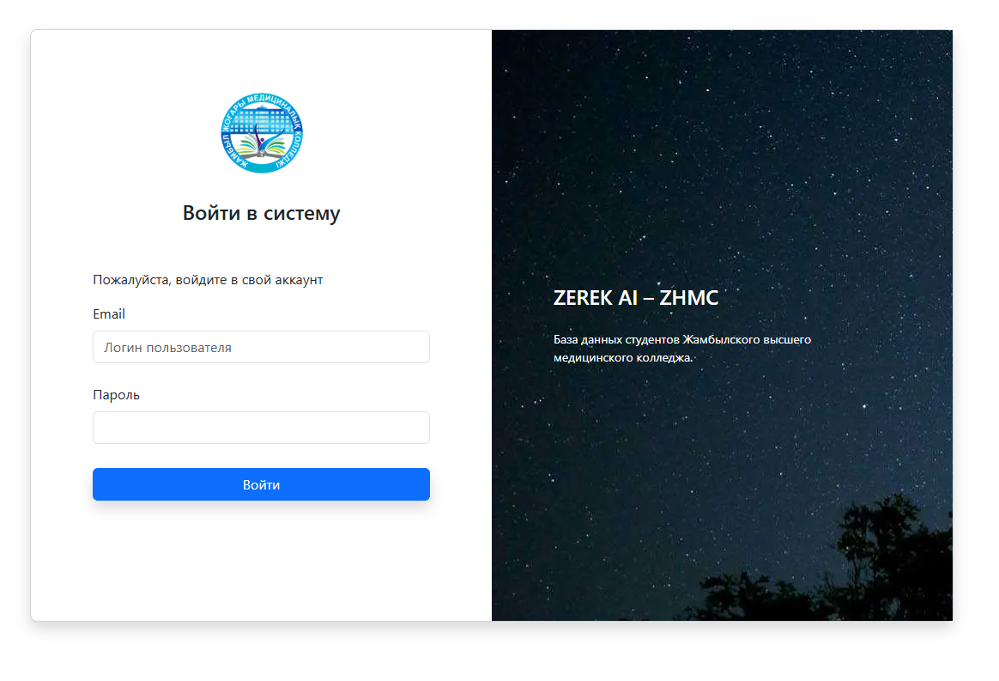 ЖАМБЫЛ ЖОҒАРЫ МЕДИЦИНАЛЫҚ КОЛЛЕДЖІ
Войти в систему
Пожалуйста, войдите в свой аккаунт
Email
Логин пользователя
Пароль
Войти
ZEREK AI – ZHMC
База данных студентов Жамбылского высшего
медицинского колледжа.